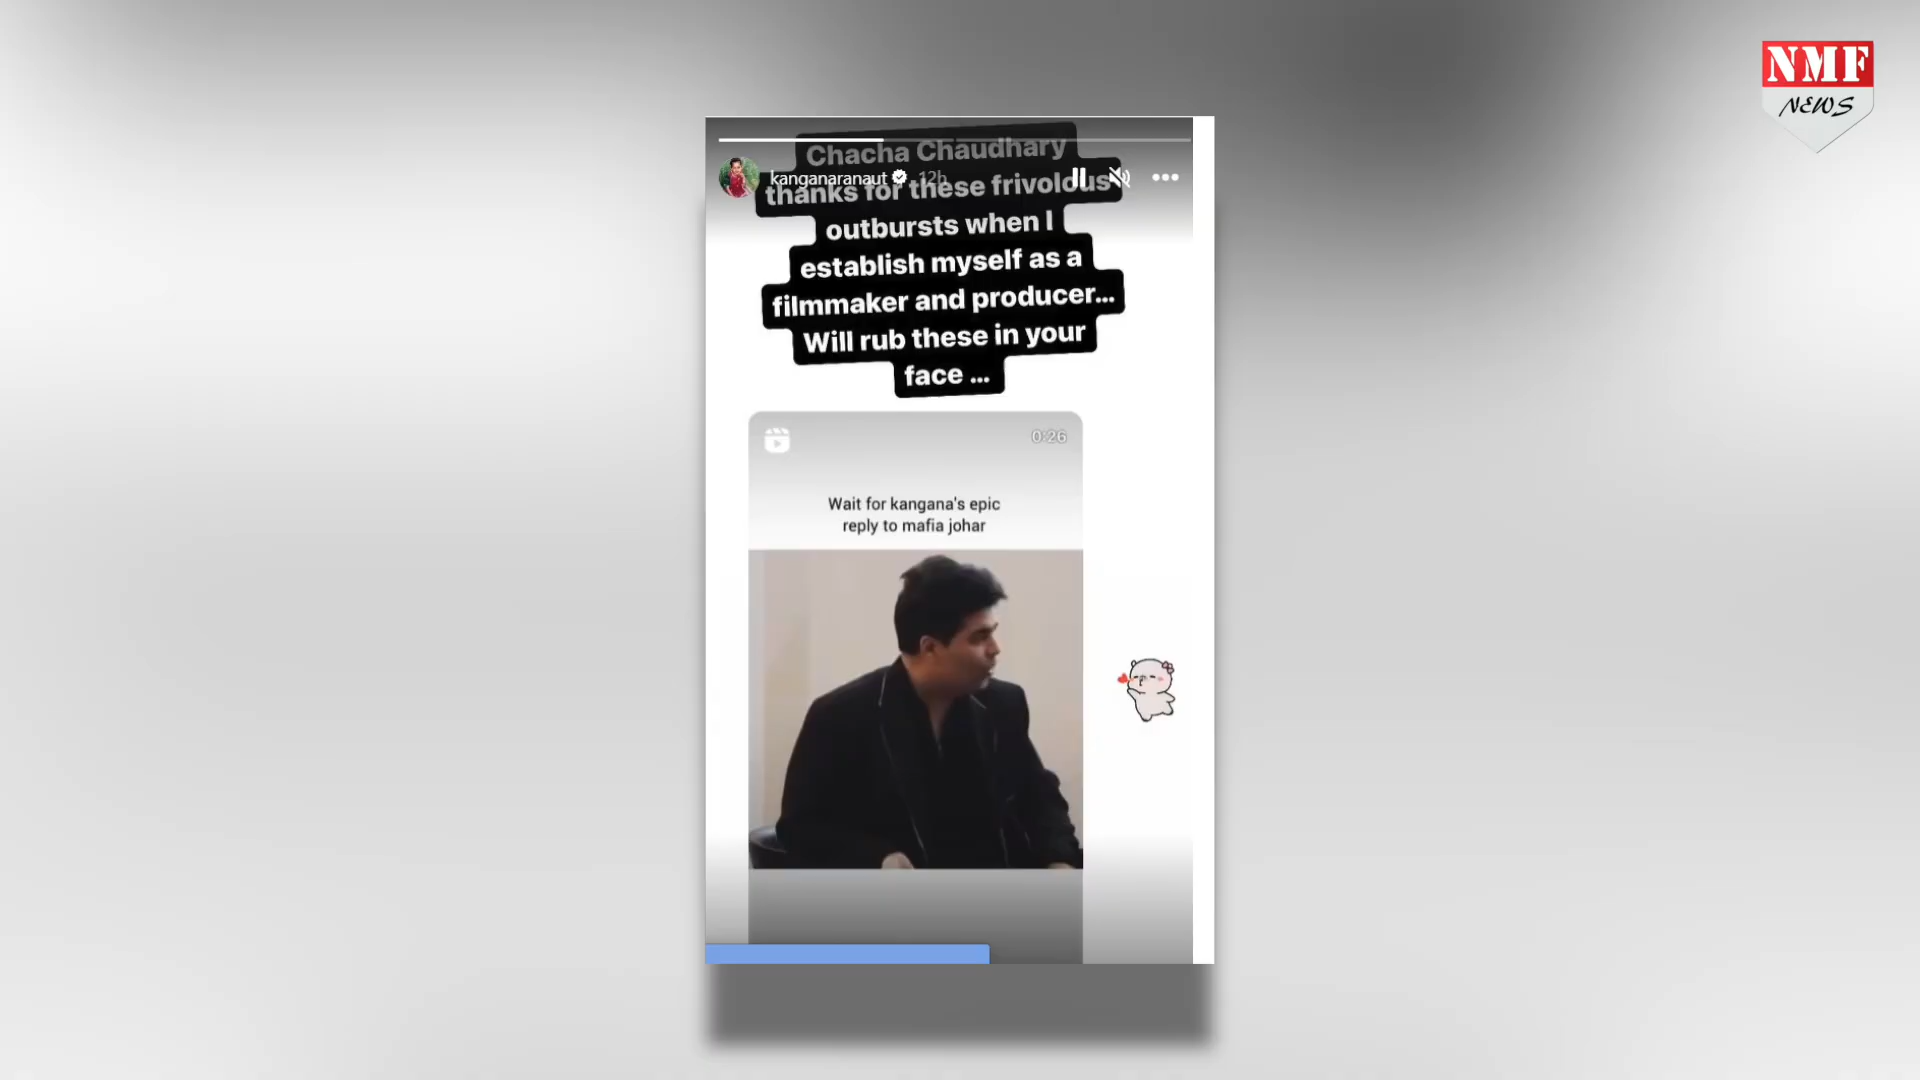 NMF
NEWS
Chacha Chaudhary
kanganaranaut 12h
thanks for these frivolous
outbursts when I
establish myself as a
filmmaker and producer...
Will rub these in your
face ...
0:26
Wait for kangana's epic
reply to mafia johar